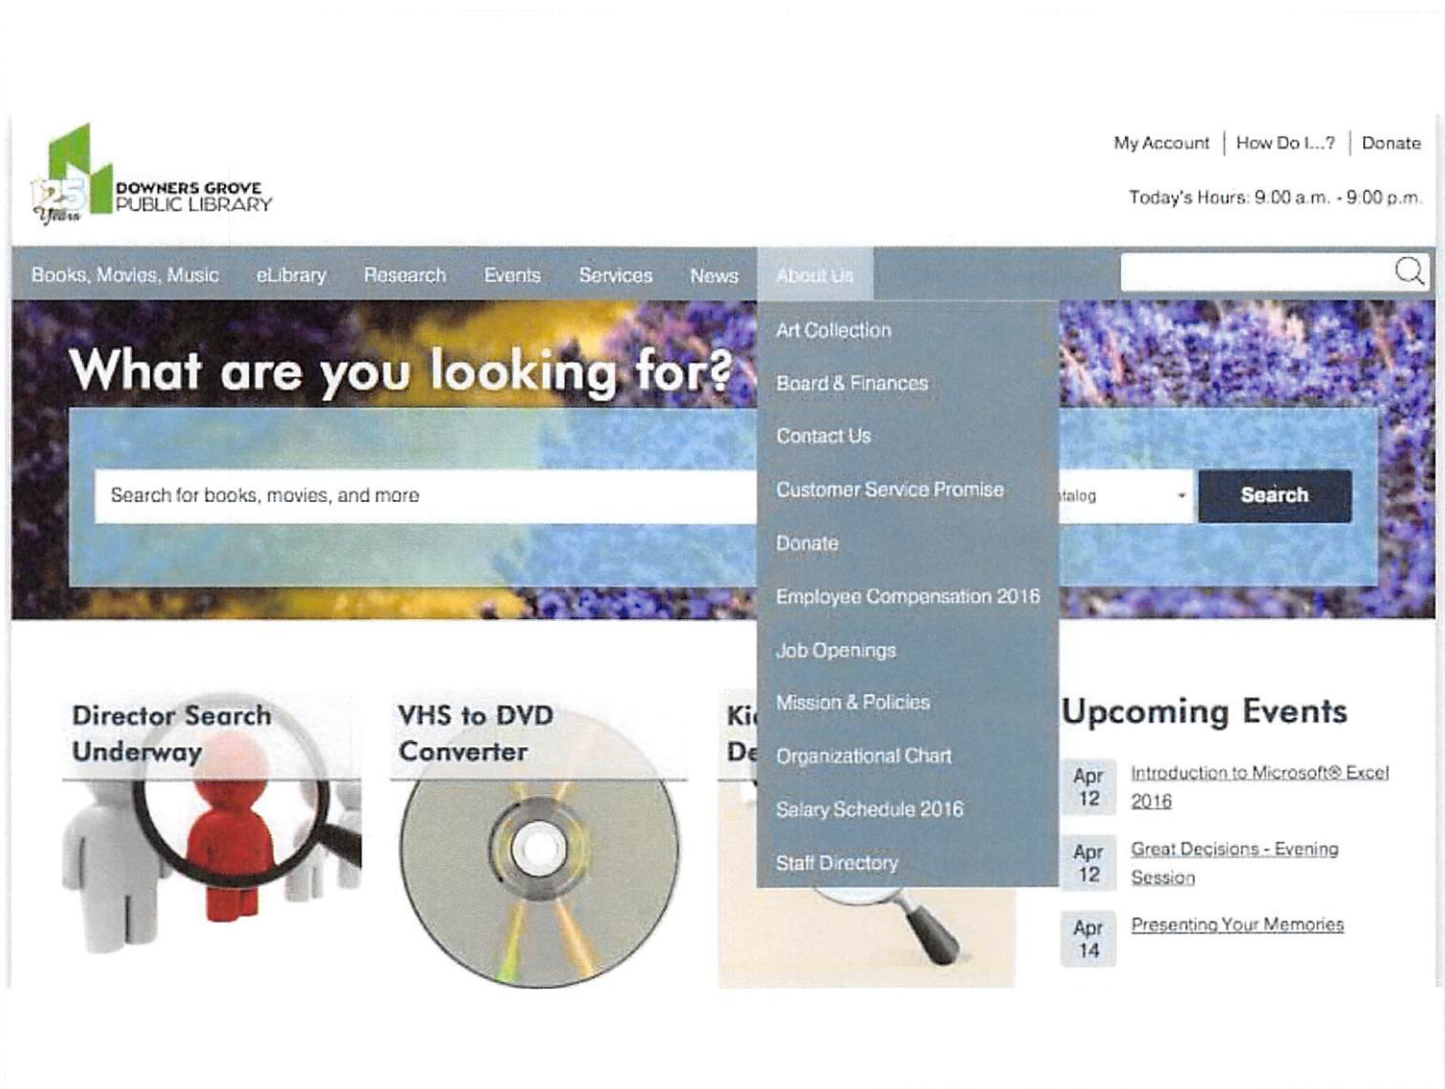 My Account | How Do I...? | Donate
125
Years
DOWNERS GROVE
PUBLIC LIBRARY
Today's Hours: 9:00 a.m. - 9:00 p.m.
Books, Movies, Music eLibrary Research Events Services News About Us
What are you looking for?
Search for books, movies, and more
Search
Art Collection
Board & Finances
Contact Us
Customer Service Promise
Donate
Employee Compensation 2016
Job Openings
Mission & Policies
Organizational Chart
Salary Schedule 2016
Staff Directory
Director Search
Underway
VHS to DVD
Converter
Upcoming Events
Apr
12
Introduction to Microsoft® Excel
2016
Apr
12
Great Decisions - Evening
Session
Apr
14
Presenting Your Memories